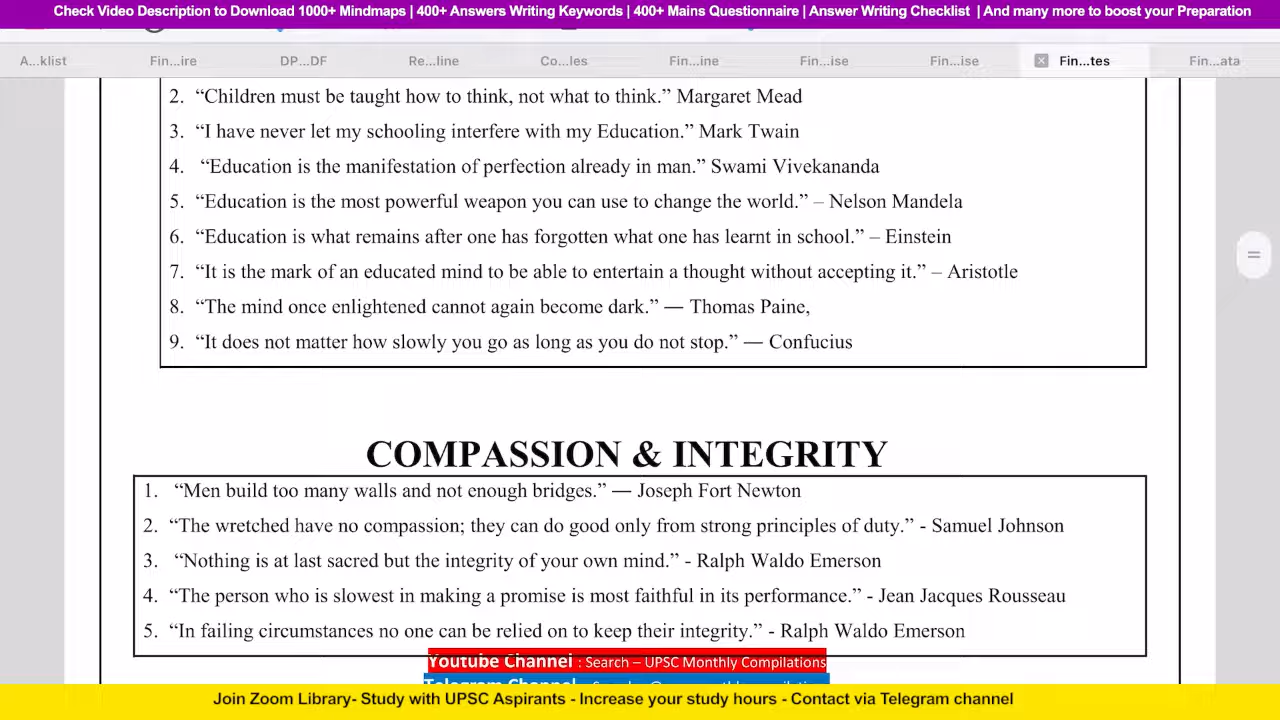 Check Video Description to Download 1000+ Mindmaps | 400+ Answers Writing Keywords | 400+ Mains Questionnaire | Answer Writing Checklist | And many more to boost your Preparation
A...klist Fin...ire DP...DF Re...line Co...les Fin...ine Fin...ise Fin...ise Fin...tes Fin...ata
2. “Children must be taught how to think, not what to think.” Margaret Mead
3. “I have never let my schooling interfere with my Education.” Mark Twain
4. “Education is the manifestation of perfection already in man.” Swami Vivekananda
5. “Education is the most powerful weapon you can use to change the world.” – Nelson Mandela
6. “Education is what remains after one has forgotten what one has learnt in school.” – Einstein
7. “It is the mark of an educated mind to be able to entertain a thought without accepting it.” – Aristotle
8. “The mind once enlightened cannot again become dark.” — Thomas Paine,
9. “It does not matter how slowly you go as long as you do not stop.” — Confucius
COMPASSION & INTEGRITY
1. “Men build too many walls and not enough bridges.” — Joseph Fort Newton
2. “The wretched have no compassion; they can do good only from strong principles of duty.” - Samuel Johnson
3. “Nothing is at last sacred but the integrity of your own mind.” - Ralph Waldo Emerson
4. “The person who is slowest in making a promise is most faithful in its performance.” - Jean Jacques Rousseau
5. “In failing circumstances no one can be relied on to keep their integrity.” - Ralph Waldo Emerson
Youtube Channel : Search – UPSC Monthly Compilations
Telegram Channel
Join Zoom Library- Study with UPSC Aspirants - Increase your study hours - Contact via Telegram channel